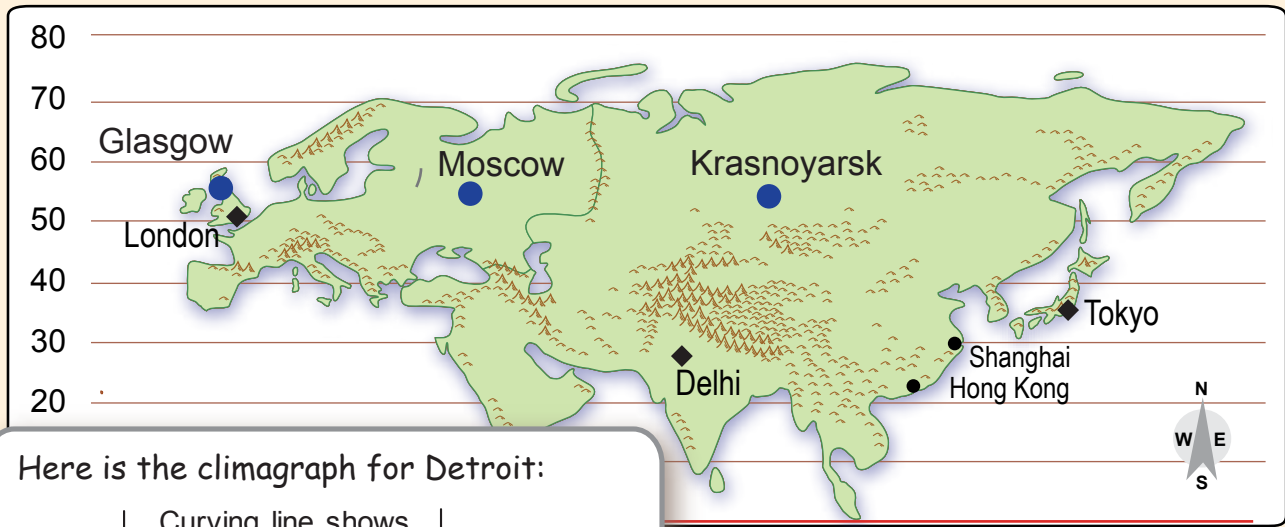 80
70
Glasgow
60
Moscow
Krasnoyarsk
50
London
40
Tokyo
30
Shanghai
Delhi
Hong Kong
20
N
W E
S
Here is the climagraph for Detroit:
Curving line shows